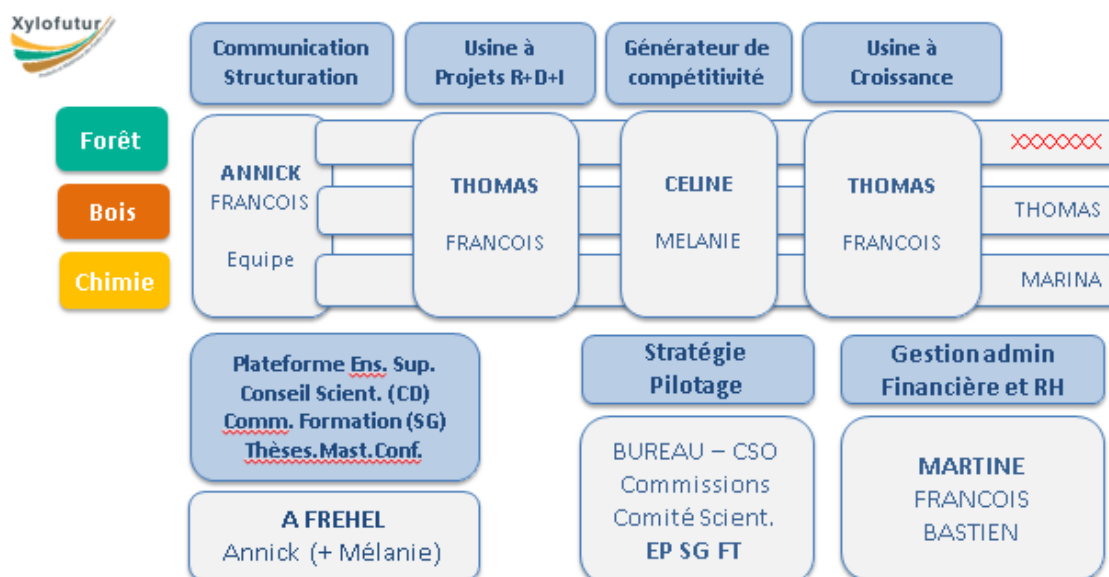 Xylofutur
Communication
Structuration
Usine à
Projets R+D+I
Générateur de
compétitivité
Usine à
Croissance
Forêt
Bois
Chimie
ANNICK
FRANCOIS
Equipe
THOMAS
FRANCOIS
CELINE
MELANIE
THOMAS
FRANCOIS
XXXXXXX
THOMAS
MARINA
Plateforme Ens. Sup.
Conseil Scient. (CD)
Comm. Formation (SG)
Thèses.Mast.Conf.
A FREHEL
Annick (+ Mélanie)
Stratégie
Pilotage
BUREAU – CSO
Commissions
Comité Scient.
EP SG FT
Gestion admin
Financière et RH
MARTINE
FRANCOIS
BASTIEN